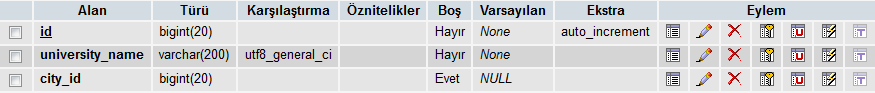 Alan Türü Karşılaştırma Öznitelikler Boş Varsayılan Ekstra Eylem
id bigint(20) Hayır None auto_increment
university_name varchar(200) utf8_general_ci Hayır None
city_id bigint(20) Evet NULL